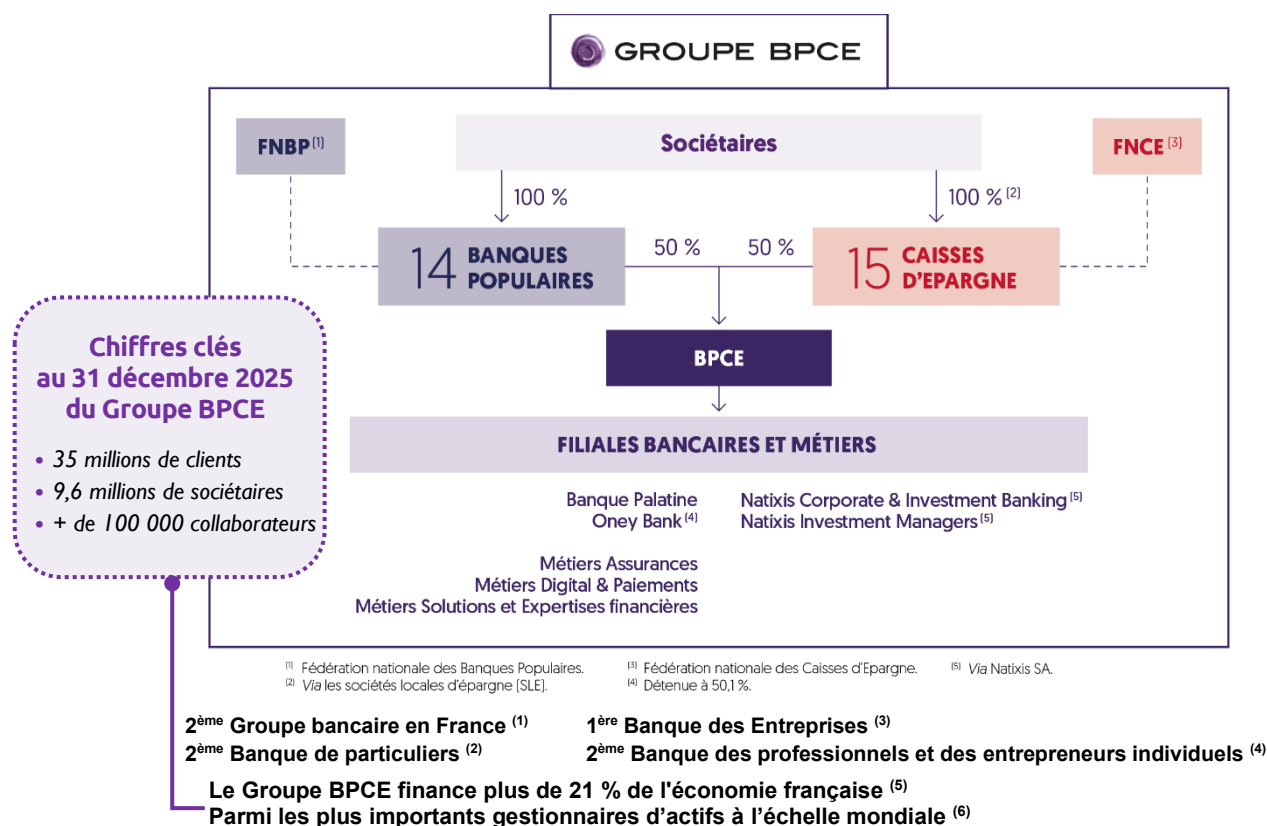 GROUPE BPCE
FNBP (1)
Sociétaires
FNCE (3)
100 %
100 % (2)
14 BANQUES POPULAIRES
50 %
50 %
15 CAISSES D'EPARGNE
BPCE
FILIALES BANCAIRES ET MÉTIERS
Banque Palatine
Oney Bank (4)
Natixis Corporate & Investment Banking (5)
Natixis Investment Managers (5)
Métiers Assurances
Métiers Digital & Paiements
Métiers Solutions et Expertises financières
Chiffres clés
au 31 décembre 2025
du Groupe BPCE
• 35 millions de clients
• 9,6 millions de sociétaires
• + de 100 000 collaborateurs
(1) Fédération nationale des Banques Populaires.
(2) Via les sociétés locales d'épargne (SLE).
(3) Fédération nationale des Caisses d'Epargne.
(4) Détenue à 50,1 %.
(5) Via Natixis SA.
2ème Groupe bancaire en France (1)
2ème Banque de particuliers (2)
1ère Banque des Entreprises (3)
2ème Banque des professionnels et des entrepreneurs individuels (4)
Le Groupe BPCE finance plus de 21 % de l'économie française (5)
Parmi les plus importants gestionnaires d'actifs à l'échelle mondiale (6)